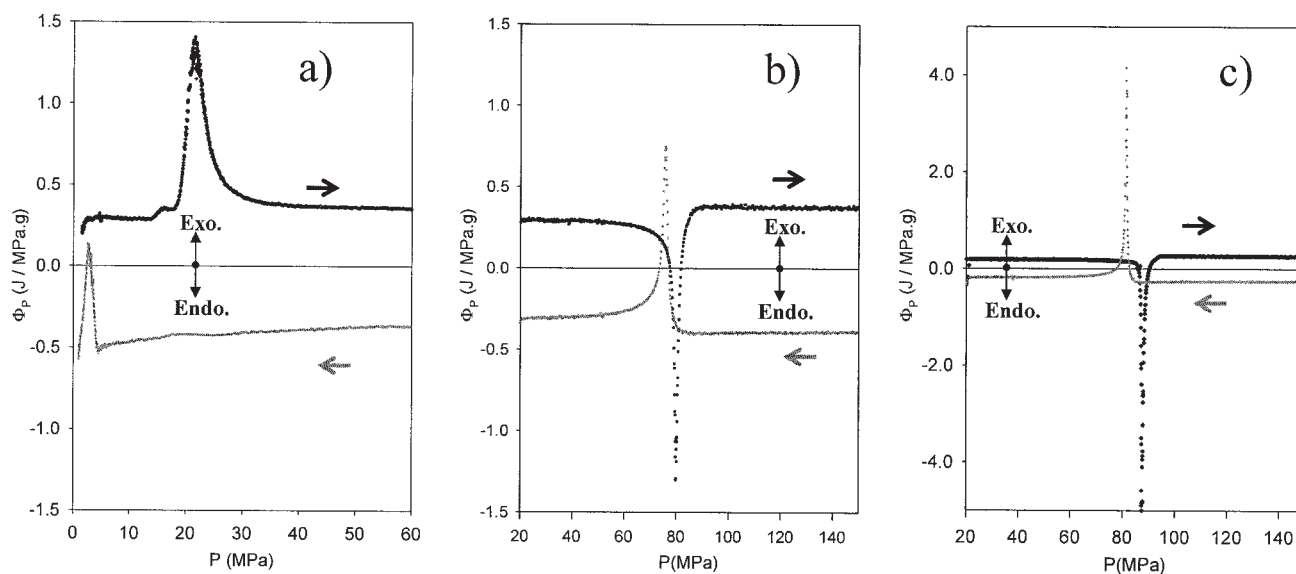 a)
1.5
1.0
0.5
0.0
-0.5
-1.0
-1.5
ΦP (J / MPa.g)
Exo.
Endo.
0 10 20 30 40 50 60
P (MPa)
b)
1.5
1.0
0.5
0.0
-0.5
-1.0
-1.5
Φp (J / MPa.g)
Exo.
Endo.
20 40 60 80 100 120 140
P(MPa)
c)
4.0
2.0
0.0
-2.0
-4.0
Φp (J / MPa.g)
Exo.
Endo.
20 40 60 80 100 120 140
P(MPa)